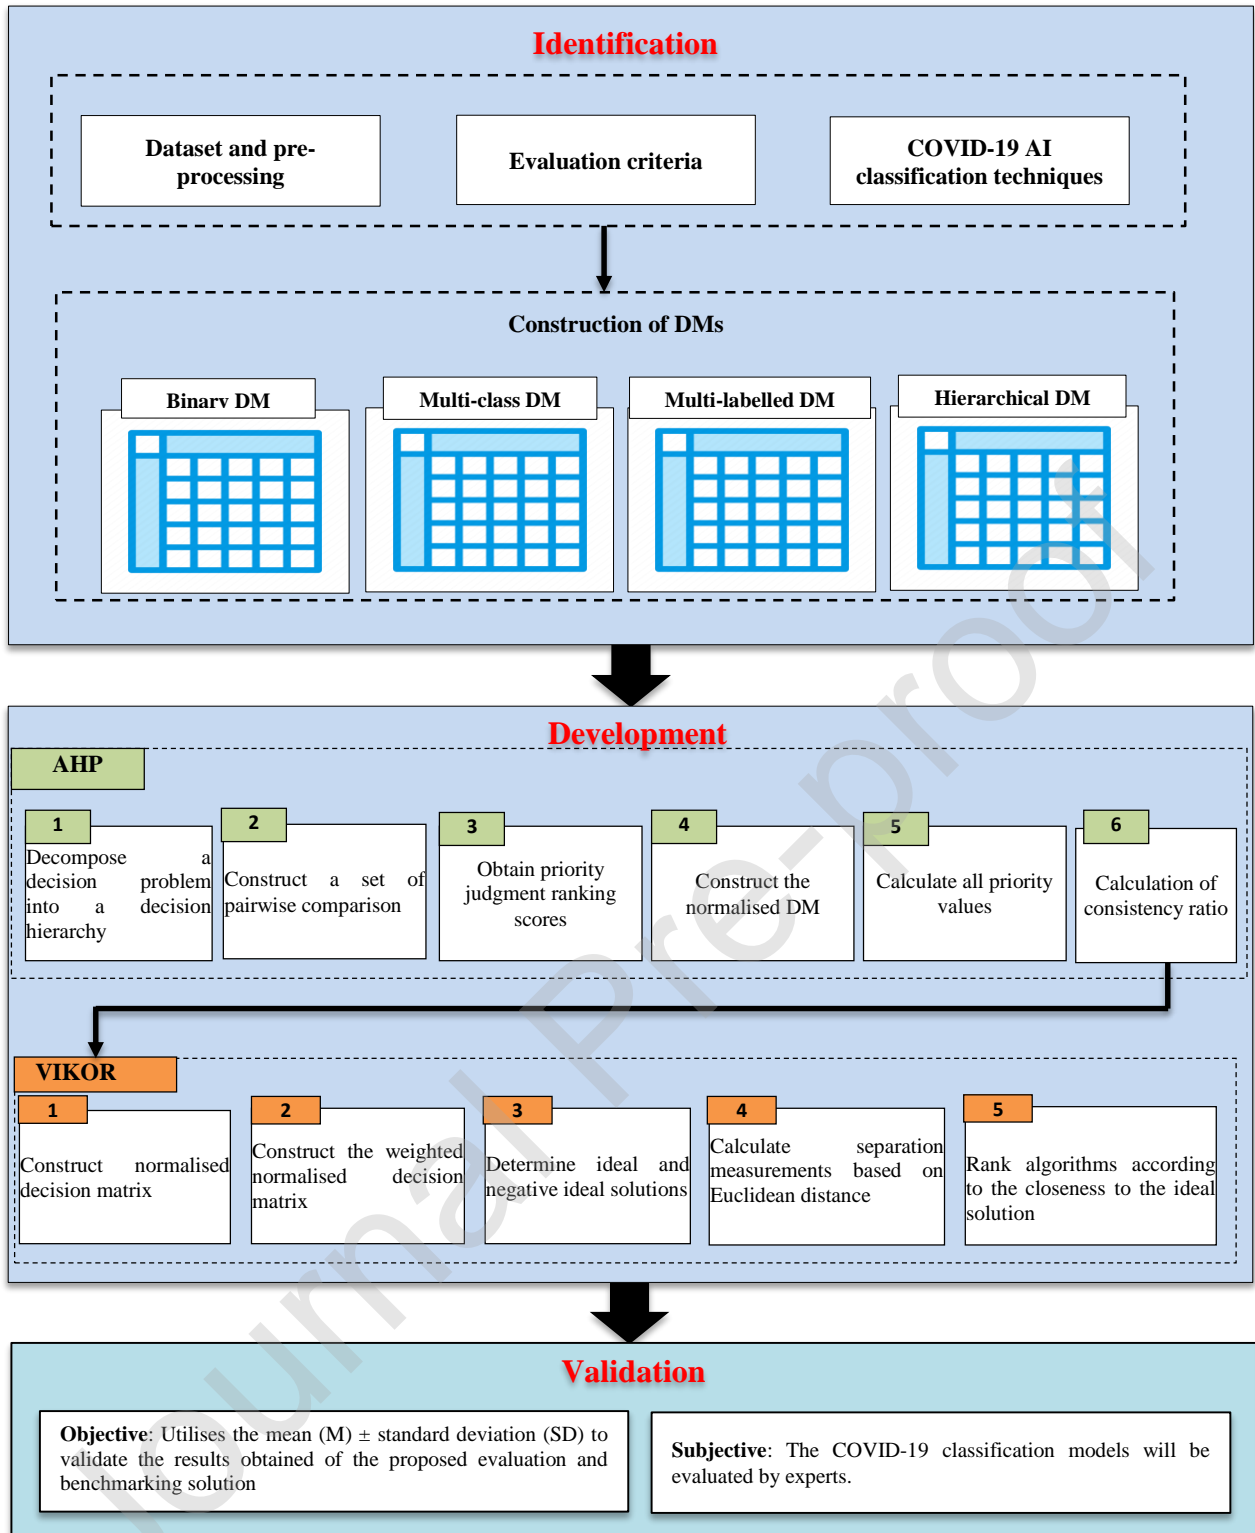 Identification
Dataset and pre-
processing
Evaluation criteria
COVID-19 AI
classification techniques
Construction of DMs
Binary DM
Multi-class DM
Multi-labelled DM
Hierarchical DM
Development
AHP
1
Decompose a
decision problem
into a decision
hierarchy
2
Construct a set of
pairwise comparison
3
Obtain priority
judgment ranking
scores
4
Construct the
normalised DM
5
Calculate all priority
values
6
Calculation of
consistency ratio
VIKOR
1
Construct normalised
decision matrix
2
Construct the weighted
normalised decision
matrix
3
Determine ideal and
negative ideal solutions
4
Calculate separation
measurements based on
Euclidean distance
5
Rank algorithms according
to the closeness to the ideal
solution
Validation
Objective: Utilises the mean (M) ± standard deviation (SD) to
validate the results obtained of the proposed evaluation and
benchmarking solution
Subjective: The COVID-19 classification models will be
evaluated by experts.
Journal Pre-proof